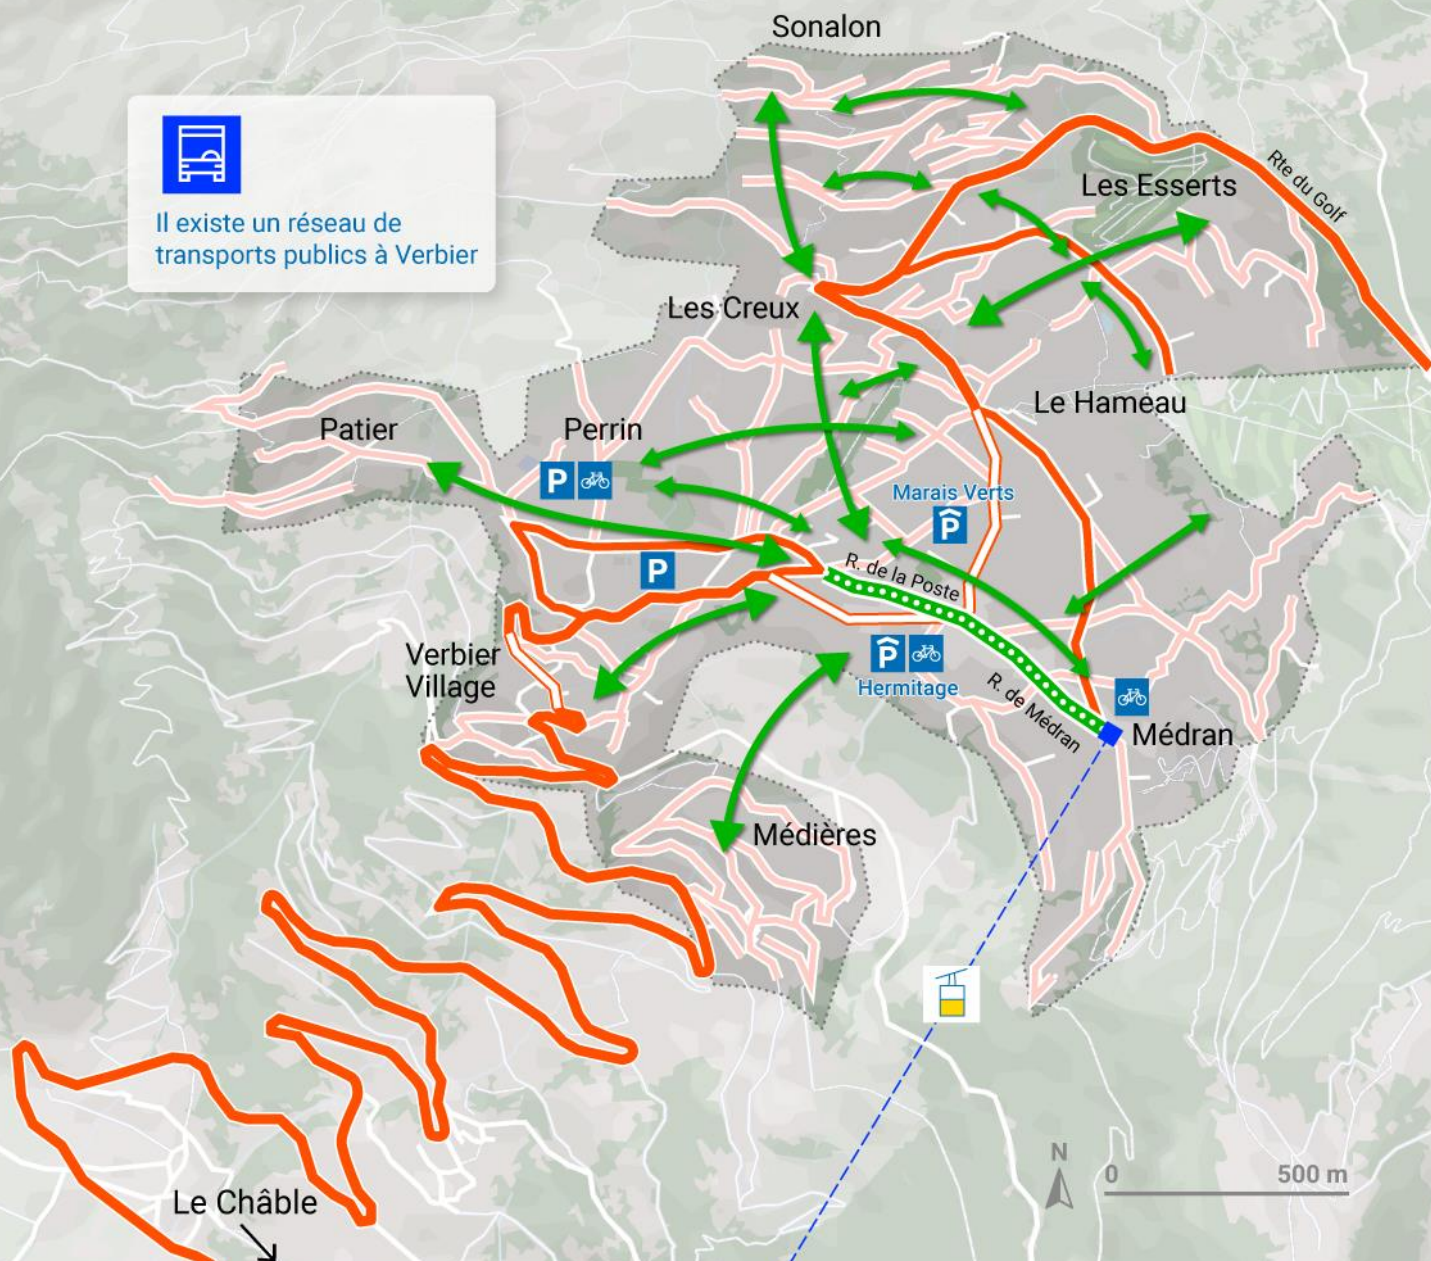 Sonalon
Il existe un réseau de
transports publics à Verbier
Les Esserts
Rte du Golf
Les Creux
Le Hameau
Patier
Perrin
P
Marais Verts
P
P
R. de la Poste
Verbier
Village
P
Hermitage
R. de Médran
Médran
Médières
N
0 500 m
Le Châble